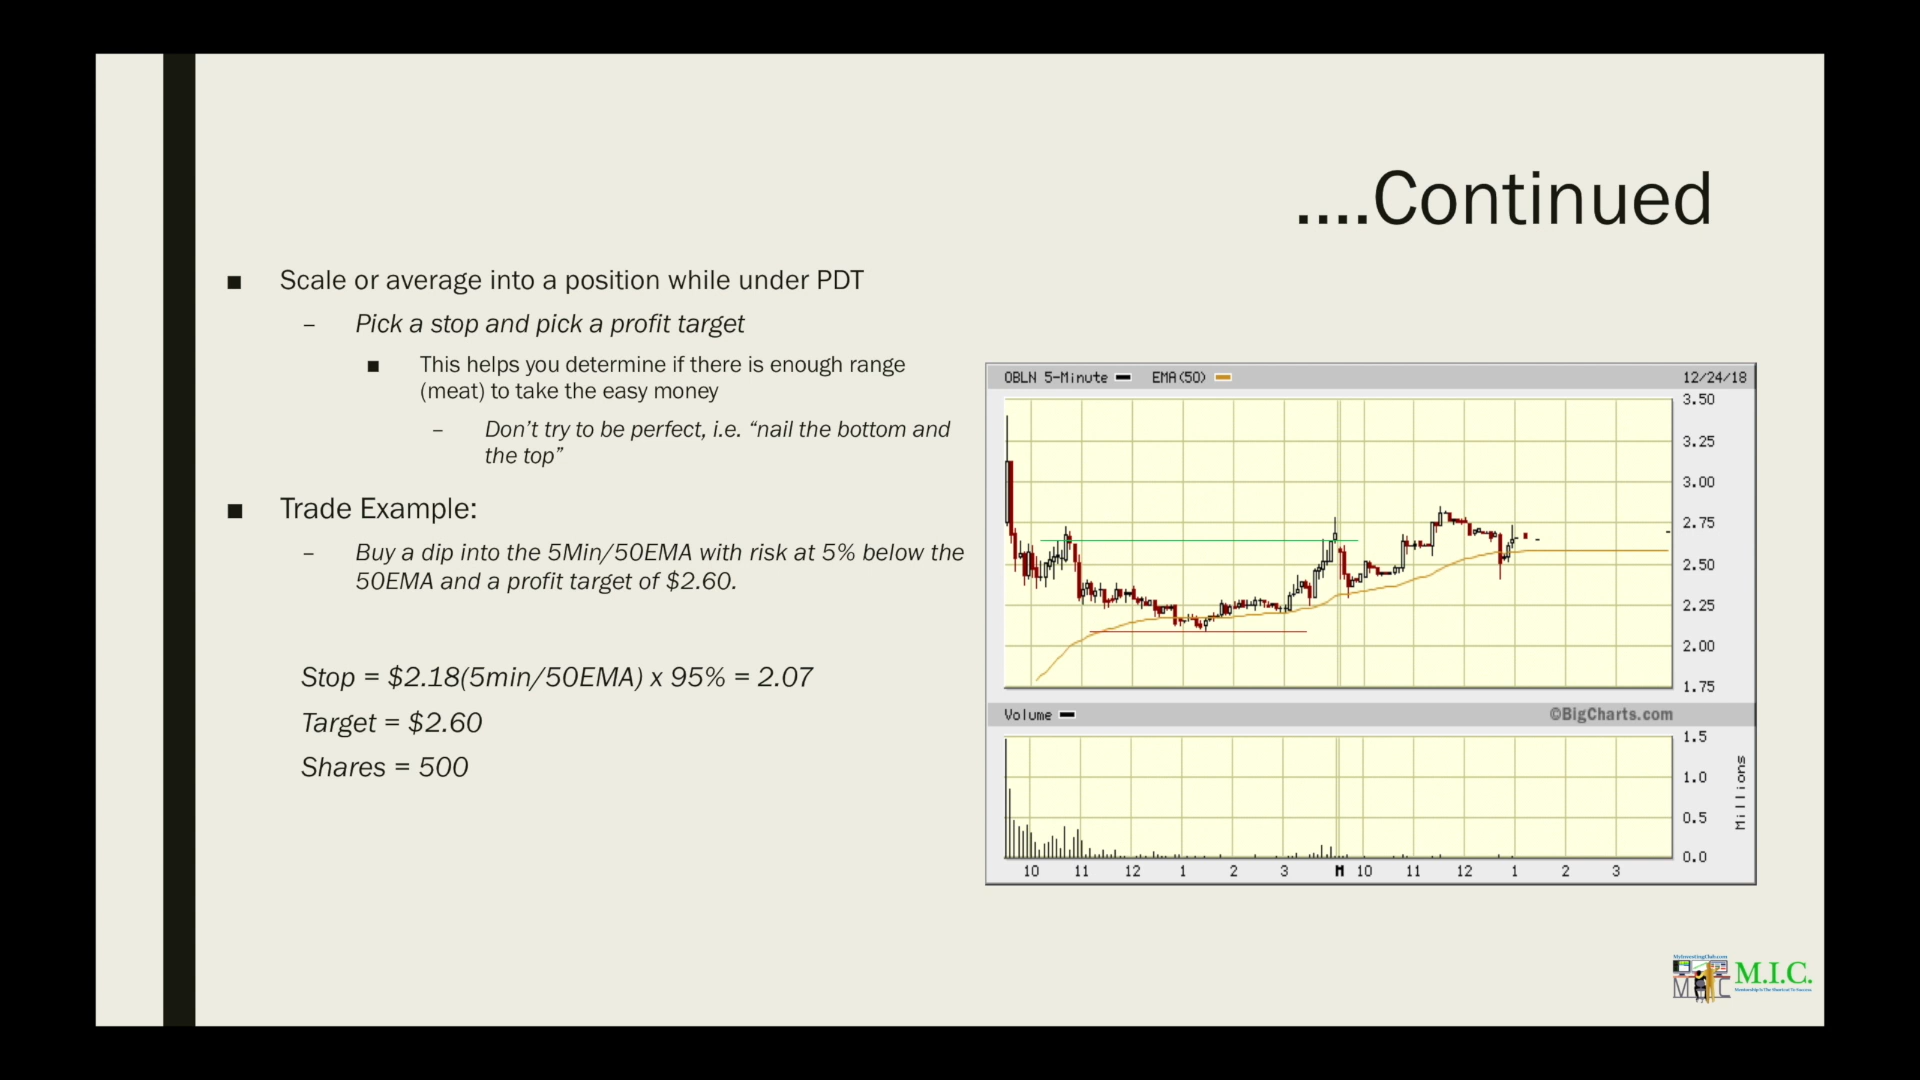 ....Continued
■ Scale or average into a position while under PDT
– Pick a stop and pick a profit target
■ This helps you determine if there is enough range
(meat) to take the easy money
– Don’t try to be perfect, i.e. “nail the bottom and
the top”
■ Trade Example:
– Buy a dip into the 5Min/50EMA with risk at 5% below the
50EMA and a profit target of $2.60.
Stop = $2.18(5min/50EMA) x 95% = 2.07
Target = $2.60
Shares = 500
OBLN 5-Minute EMA(50) 12/24/18
3.50
3.25
3.00
2.75
2.50
2.25
2.00
1.75
Volume ©BigCharts.com
1.5
1.0
0.5
0.0
Millions
10 11 12 1 2 3 M 10 11 12 1 2 3
MyInvestingClub.com
M.I.C.